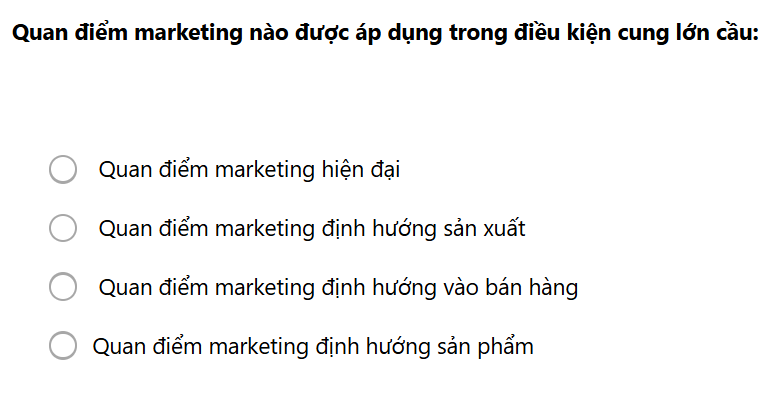 Quan điểm marketing nào được áp dụng trong điều kiện cung lớn cầu:
Quan điểm marketing hiện đại
Quan điểm marketing định hướng sản xuất
Quan điểm marketing định hướng vào bán hàng
Quan điểm marketing định hướng sản phẩm